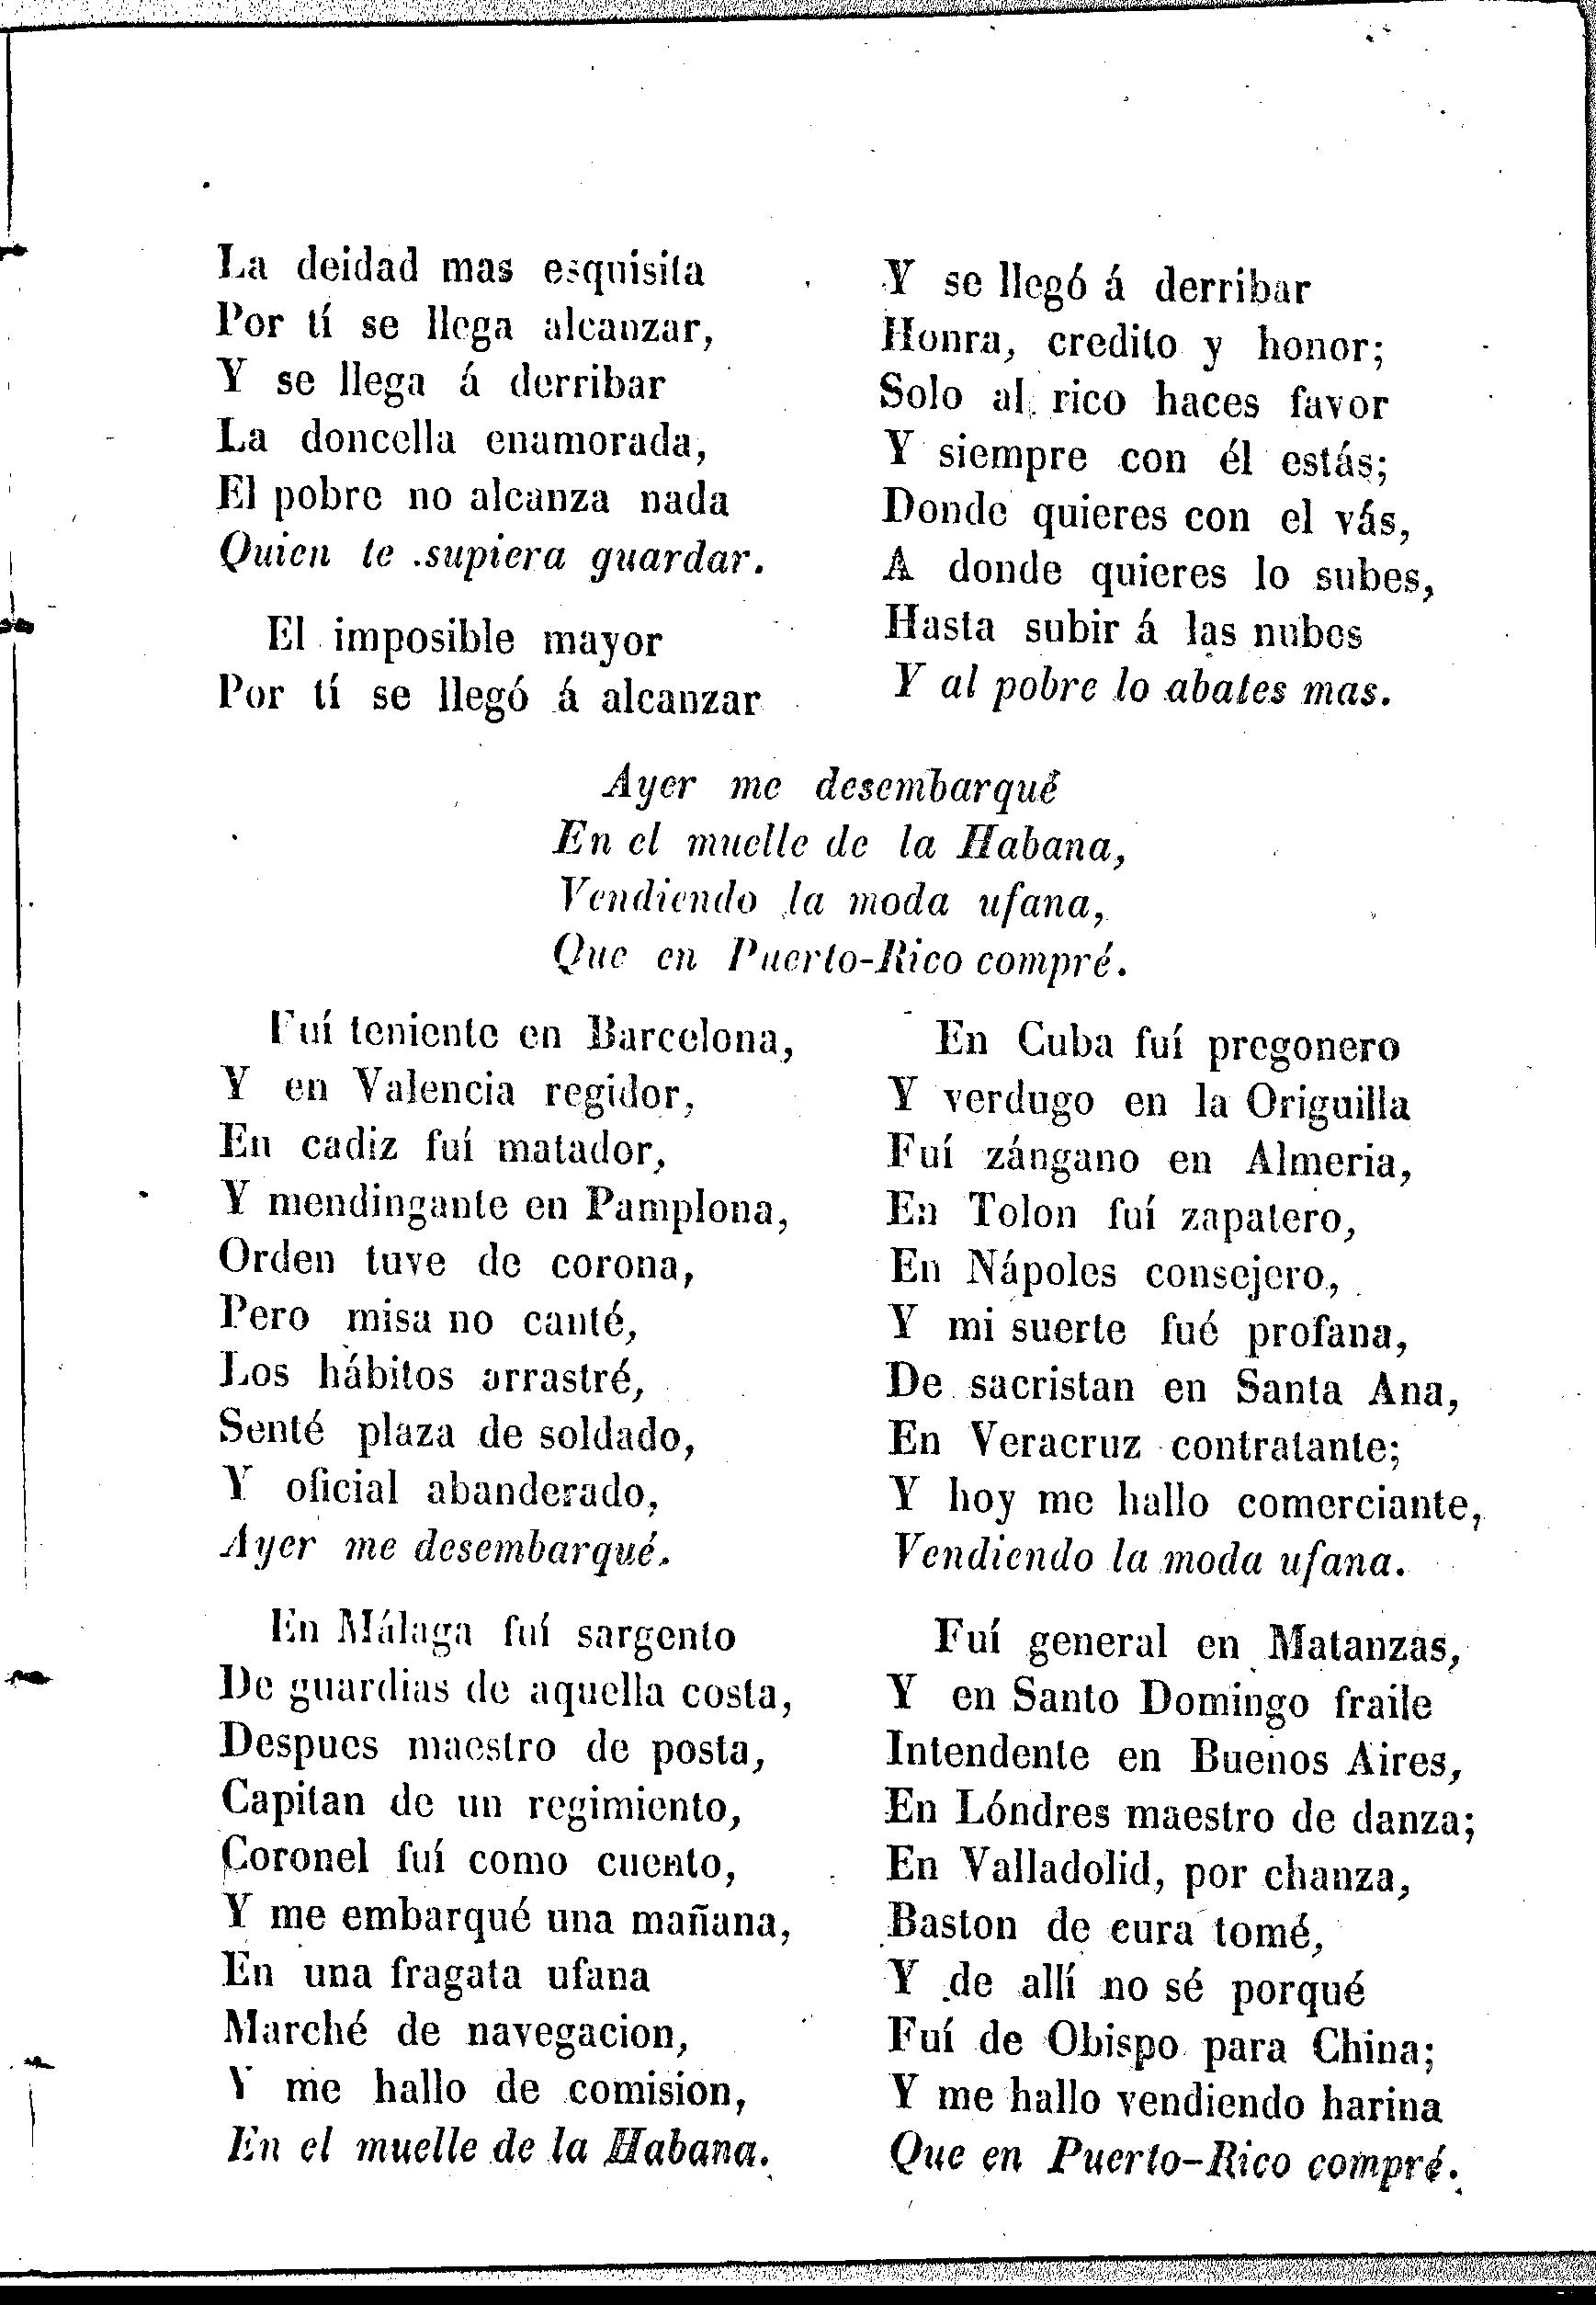 La deidad mas esquisita
Por tí se llega alcanzar,
Y se llega á derribar
La doncella enamorada,
El pobre no alcanza nada
Quien te supiera guardar.
El imposible mayor
Por tí se llegó á alcanzar
Y se llegó á derribar
Honra, credito y honor;
Solo al rico haces favor
Y siempre con él estás;
Donde quieres con el vás,
A donde quieres lo subes,
Hasta subir á las nubes
Y al pobre lo abates mas.
Ayer me desembarqué
En el muelle de la Habana,
Vendiendo la moda ufana,
Que en Puerto-Rico compré.
Fuí teniente en Barcelona,
Y en Valencia regidor,
En cadiz fuí matador,
Y mendingante en Pamplona,
Orden tuve de corona,
Pero misa no canté,
Los hábitos arrastré,
Senté plaza de soldado,
Y oficial abanderado,
Ayer me desembarqué.
En Málaga fuí sargento
De guardias de aquella costa,
Despues maestro de posta,
Capitan de un regimiento,
Coronel fuí como cuento,
Y me embarqué una mañana,
En una fragata ufana
Marché de navegacion,
Y me hallo de comision,
En el muelle de la Habana.
En Cuba fuí pregonero
Y verdugo en la Origuilla
Fuí zángano en Almeria,
En Tolon fuí zapatero,
En Nápoles consejero,
Y mi suerte fué profana,
De sacristan en Santa Ana,
En Veracruz contratante;
Y hoy me hallo comerciante,
Vendiendo la moda ufana.
Fuí general en Matanzas,
Y en Santo Domingo fraile
Intendente en Buenos Aires,
En Lóndres maestro de danza;
En Valladolid, por chanza,
Baston de cura tomé,
Y de allí no sé porqué
Fuí de Obispo para China;
Y me hallo vendiendo harina
Que en Puerto-Rico compré.